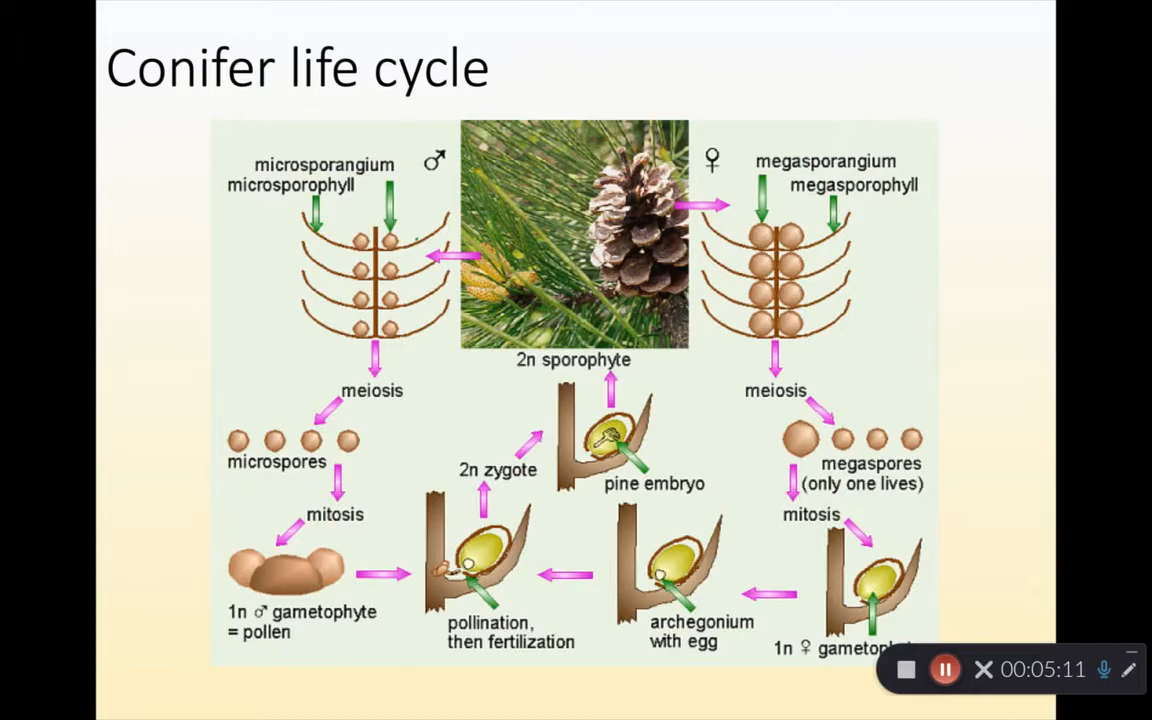 Conifer life cycle
microsporangium ♂
microsporophyll
♀ megasporangium
megasporophyll
2n sporophyte
meiosis
meiosis
microspores
2n zygote
pine embryo
megaspores
(only one lives)
mitosis
mitosis
1n ♂ gametophyte
= pollen
pollination,
then fertilization
archegonium
with egg
1n ♀
00:05:11